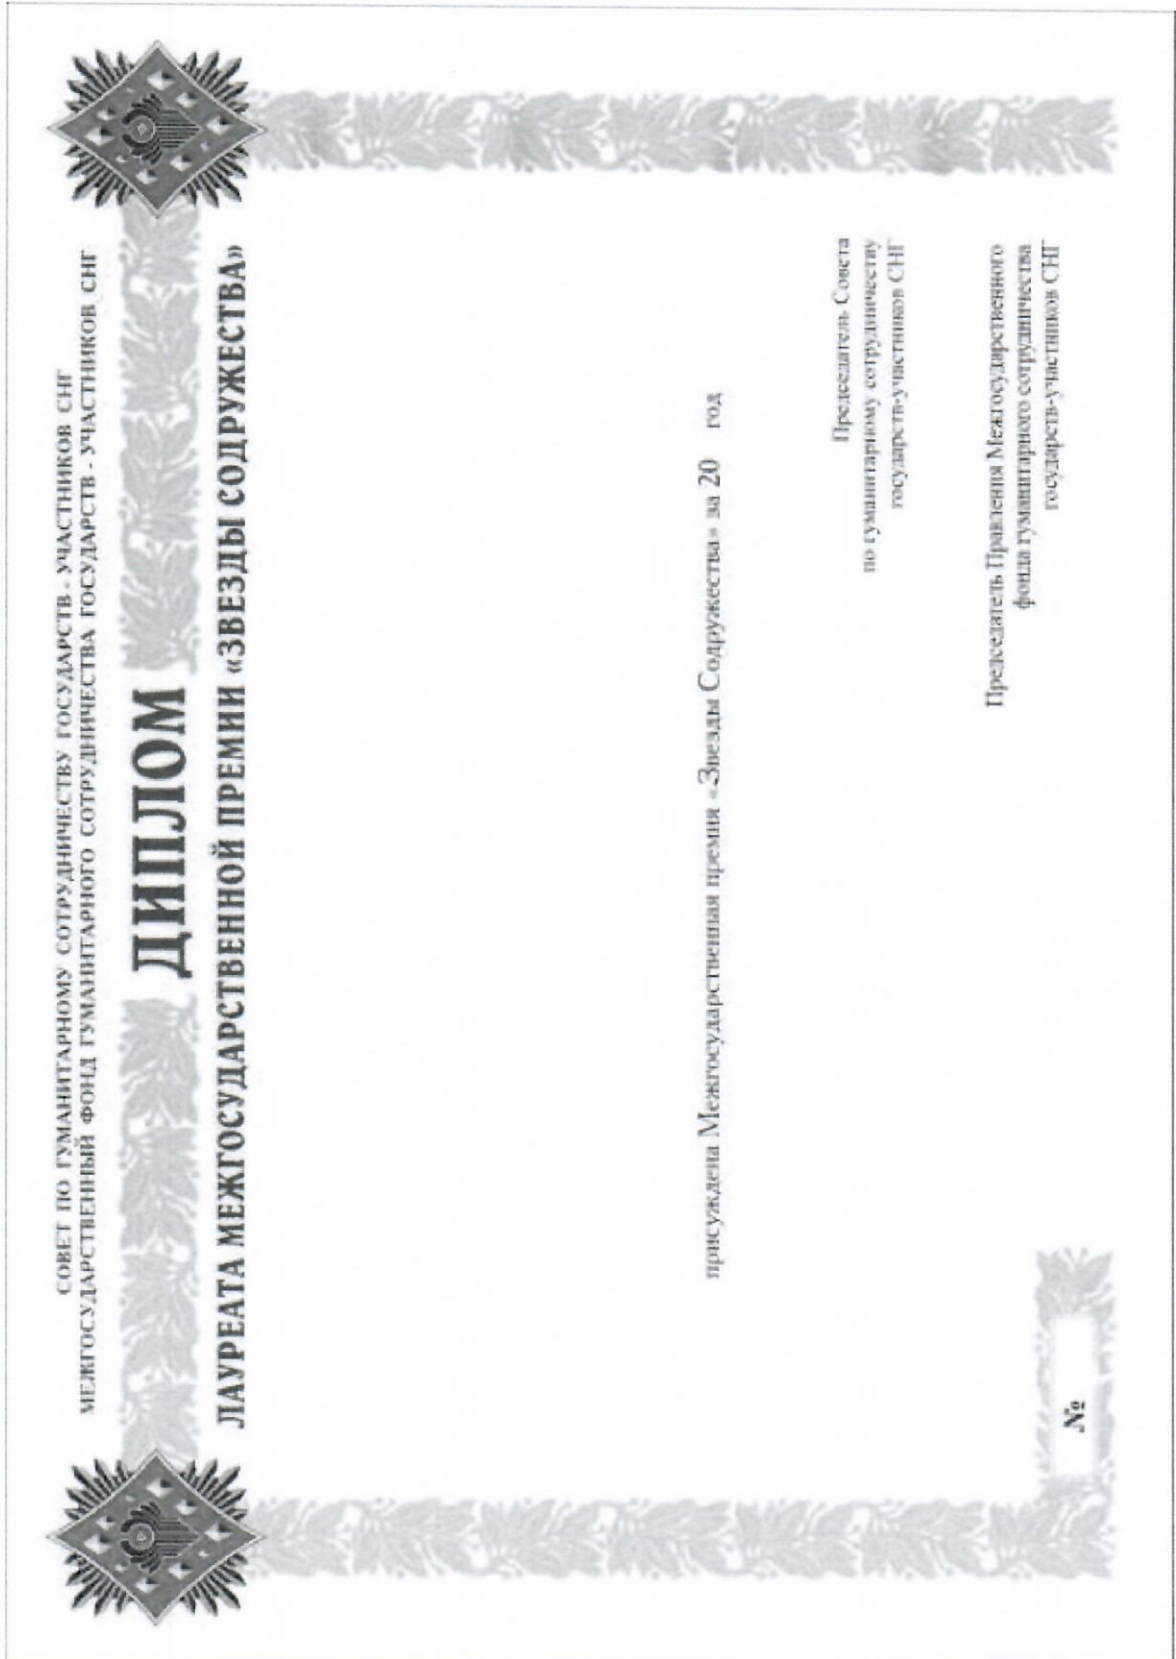 СОВЕТ ПО ГУМАНИТАРНОМУ СОТРУДНИЧЕСТВУ ГОСУДАРСТВ - УЧАСТНИКОВ СНГ
МЕЖГОСУДАРСТВЕННЫЙ ФОНД ГУМАНИТАРНОГО СОТРУДНИЧЕСТВА ГОСУДАРСТВ - УЧАСТНИКОВ СНГ
ДИПЛОМ
ЛАУРЕАТА МЕЖГОСУДАРСТВЕННОЙ ПРЕМИИ «ЗВЕЗДЫ СОДРУЖЕСТВА»
присуждена Межгосударственная премия «Звезды Содружества» за 20 год
Председатель Совета
по гуманитарному сотрудничеству
государств-участников СНГ
Председатель Правления Межгосударственного
фонда гуманитарного сотрудничества
государств-участников СНГ
№